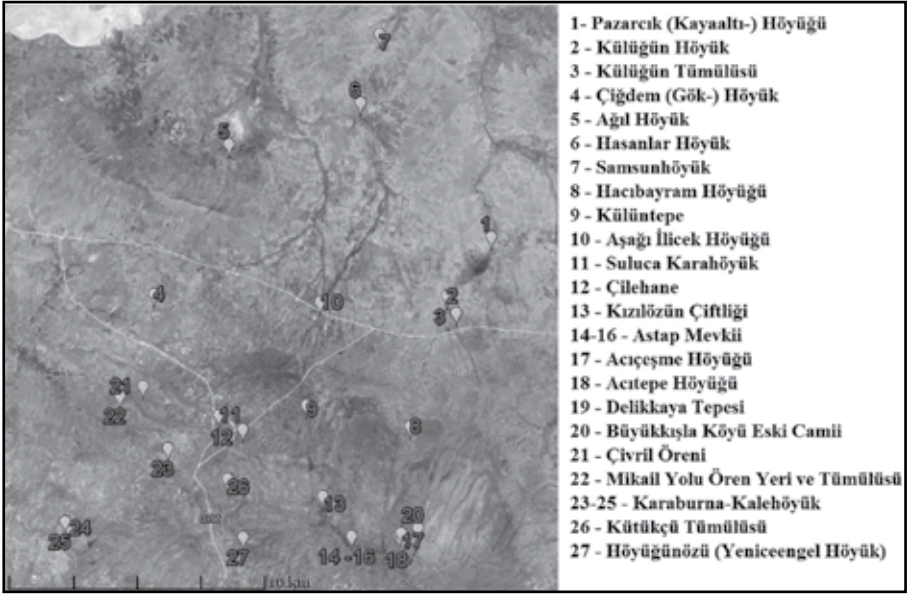 7
6
5
1
4
2
10
3
21
22
11
9
12
8
23
26
13
24
20
25
17
27
14 -16
18
10 km
1- Pazarcık (Kayaaltı-) Höyüğü
2 - Külüğün Höyük
3 - Külüğün Tümülüsü
4 - Çiğdem (Gök-) Höyük
5 - Ağıl Höyük
6 - Hasanlar Höyük
7 - Samsunhöyük
8 - Hacıbayram Höyüğü
9 - Külüntepe
10 - Aşağı İlicek Höyüğü
11 - Suluca Karahöyük
12 - Çilehane
13 - Kızılözün Çiftliği
14-16 - Astap Mevkii
17 - Acıçeşme Höyüğü
18 - Acıtepe Höyüğü
19 - Delikkaya Tepesi
20 - Büyükkışla Köyü Eski Camii
21 - Çivril Öreni
22 - Mikail Yolu Ören Yeri ve Tümülüsü
23-25 - Karaburna-Kalehöyük
26 - Kütükçü Tümülüsü
27 - Höyüğünözü (Yeniceengel Höyük)